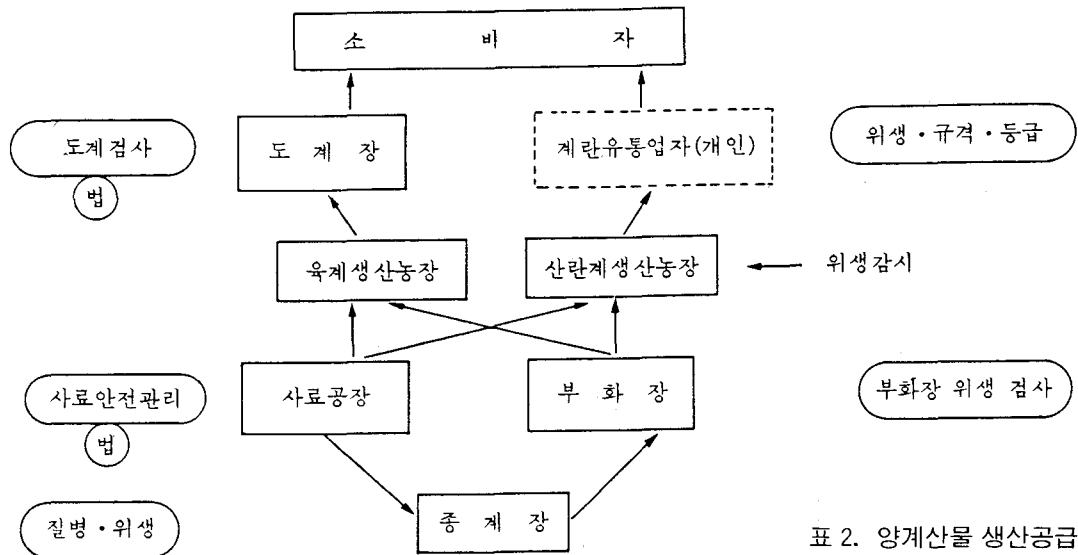 소 비 자
도계검사
법
도 계 장
계란유통업자(개인)
위생·규격·등급
육계생산농장
산란계생산농장
위생감시
사료안전관리
법
사료공장
부 화 장
부화장 위생 검사
질병·위생
종 계 장
표 2. 양계산물 생산공급